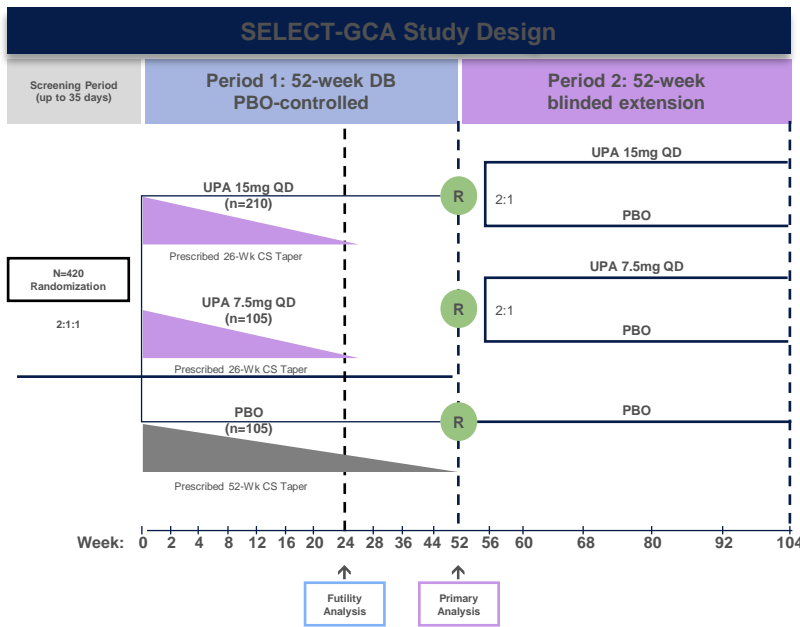 SELECT-GCA Study Design
Screening Period
(up to 35 days)
Period 1: 52-week DB
PBO-controlled
Period 2: 52-week
blinded extension
UPA 15mg QD
(n=210)
Prescribed 26-Wk CS Taper
R
UPA 15mg QD
2:1
PBO
N=420
Randomization
2:1:1
UPA 7.5mg QD
(n=105)
Prescribed 26-Wk CS Taper
R
UPA 7.5mg QD
2:1
PBO
PBO
(n=105)
Prescribed 52-Wk CS Taper
R
PBO
Week: 0 2 4 8 12 16 20 24 28 36 44 52 56 60 68 80 92 104
Futility
Analysis
Primary
Analysis